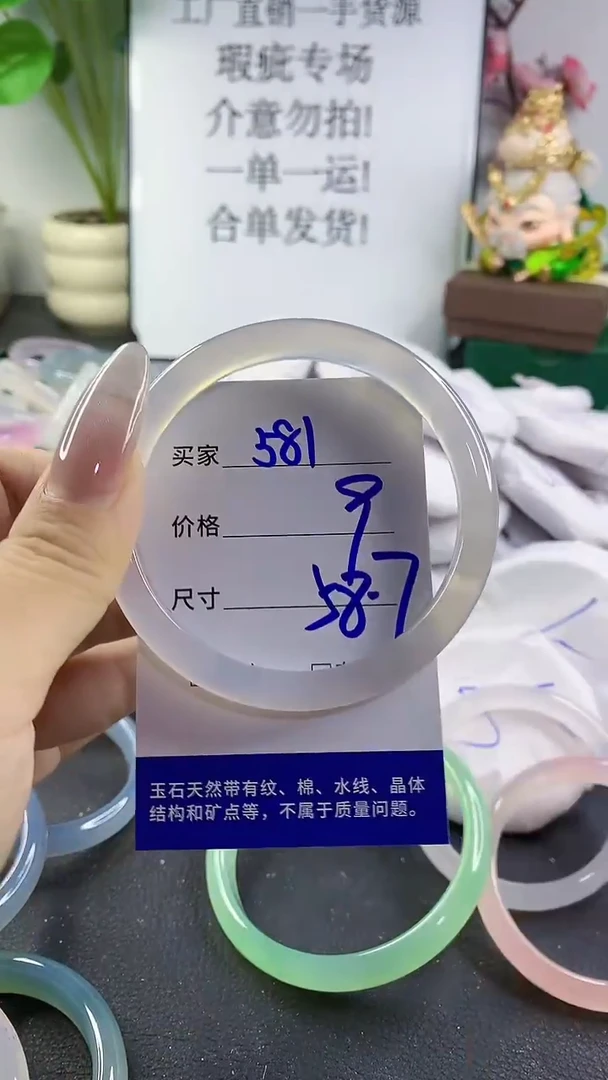 工厂直销一手货源
瑕疵专场
介意勿拍!
一单一运!
合单发货!
买家 581
价格 9
尺寸 58.7
玉石天然带有纹、棉、水线、晶体
结构和矿点等，不属于质量问题。